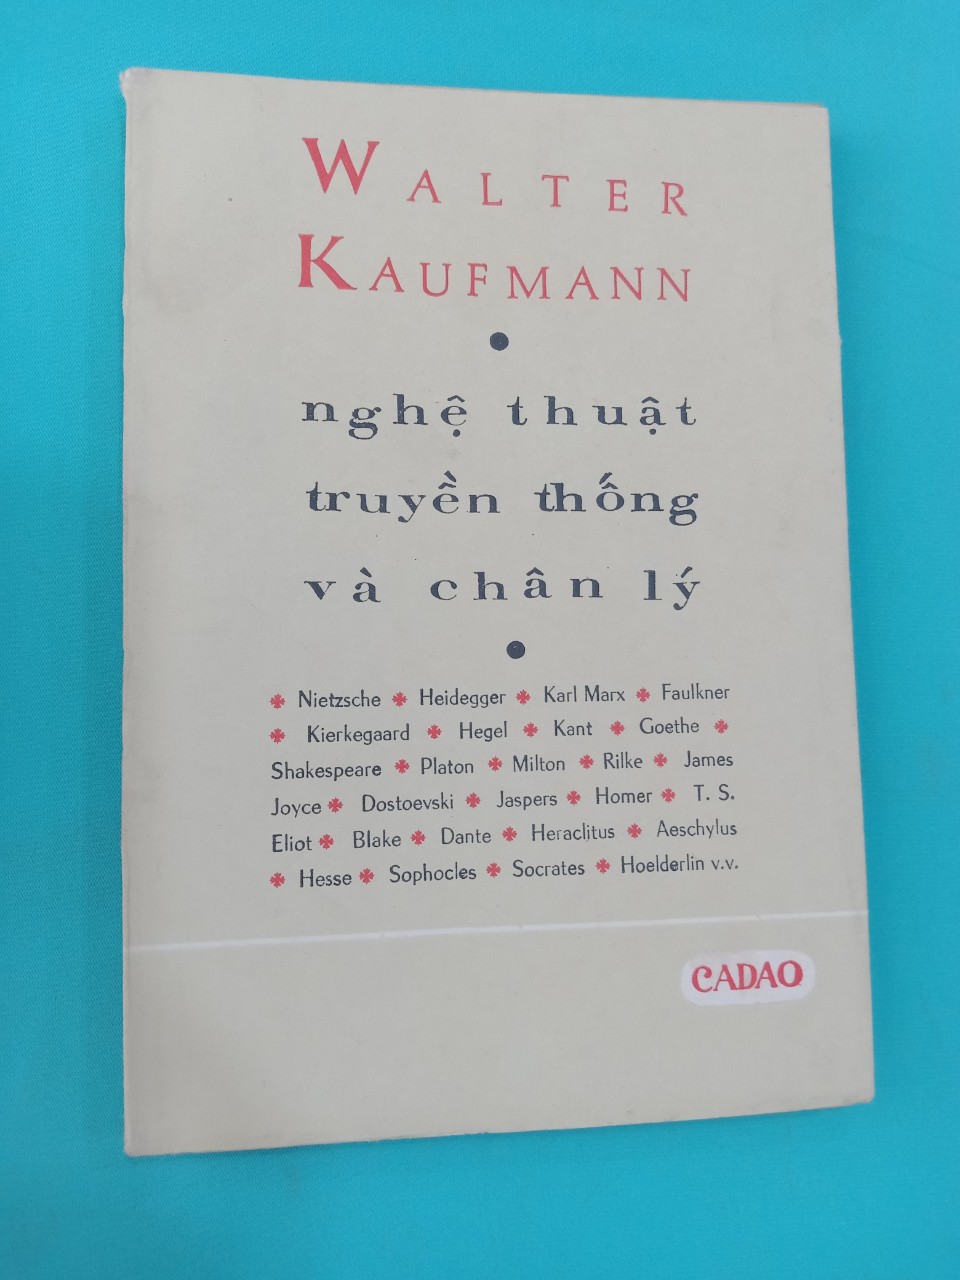 WALTER
KAUFMANN
●
nghệ thuật
truyền thống
và chân lý
●
✤ Nietzsche ✤ Heidegger ✤ Karl Marx ✤ Faulkner
✤ Kierkegaard ✤ Hegel ✤ Kant ✤ Goethe ✤
Shakespeare ✤ Platon ✤ Milton ✤ Rilke ✤ James
Joyce ✤ Dostoevski ✤ Jaspers ✤ Homer ✤ T. S.
Eliot ✤ Blake ✤ Dante ✤ Heraclitus ✤ Aeschylus
✤ Hesse ✤ Sophocles ✤ Socrates ✤ Hoelderlin v.v.
CADAO